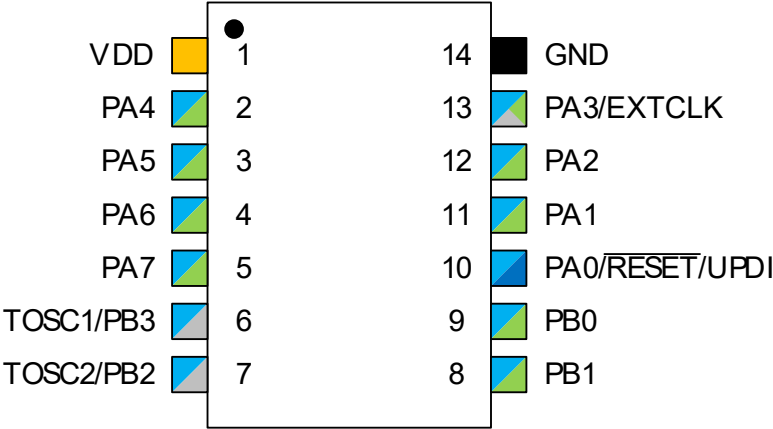 VDD 1 14 GND
PA4 2 13 PA3/EXTCLK
PA5 3 12 PA2
PA6 4 11 PA1
PA7 5 10 PA0/RESET/UPDI
TOSC1/PB3 6 9 PB0
TOSC2/PB2 7 8 PB1